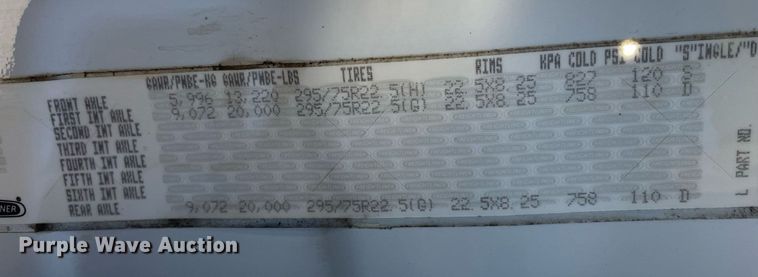 GAWR/PNBE-KG GAWR/PNBE-LBS TIRES RIMS KPA COLD PSI COLD "S"INGLE/"D
FRONT AXLE 5,996 13,220 295/75R22.5(H) 22.5X8.25 827 120 S
FIRST INT AXLE 9,072 20,000 295/75R22.5(G) 22.5X8.25 758 110 D
SECOND INT AXLE
THIRD INT AXLE
FOURTH INT AXLE
FIFTH INT AXLE
SIXTH INT AXLE
REAR AXLE 9,072 20,000 295/75R22.5(G) 22.5X8.25 758 110 D
L PART NO.
Purple Wave Auction